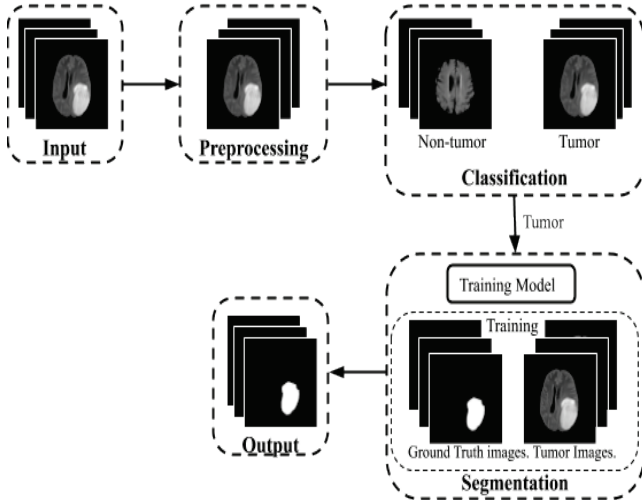 Input
Preprocessing
Non-tumor
Tumor
Classification
Tumor
Training Model
Training
Ground Truth images. Tumor Images.
Segmentation
Output